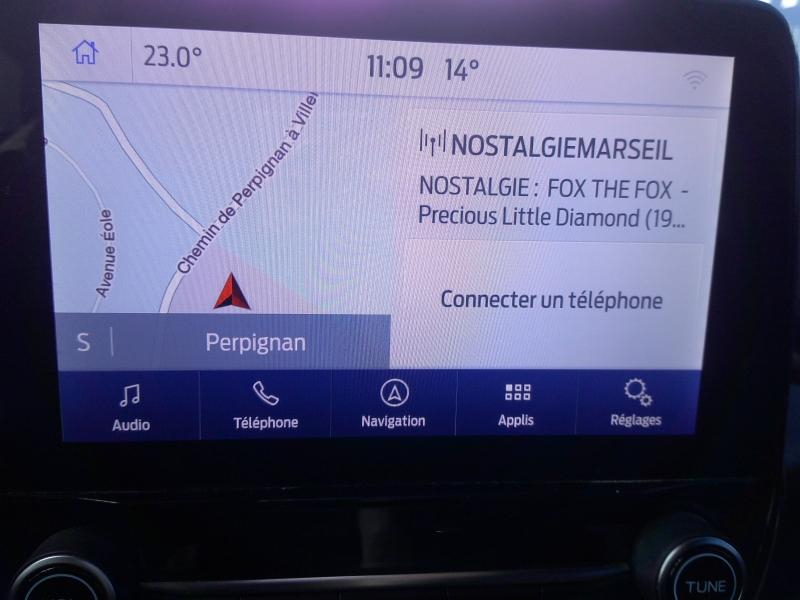 23.0° 11:09 14°
NOSTALGIEMARSEIL
NOSTALGIE : FOX THE FOX -
Precious Little Diamond (19...
Chemin de Perpignan à Viller
Avenue Éole
Connecter un téléphone
S | Perpignan
Audio Téléphone Navigation Applis Réglages
TUNE